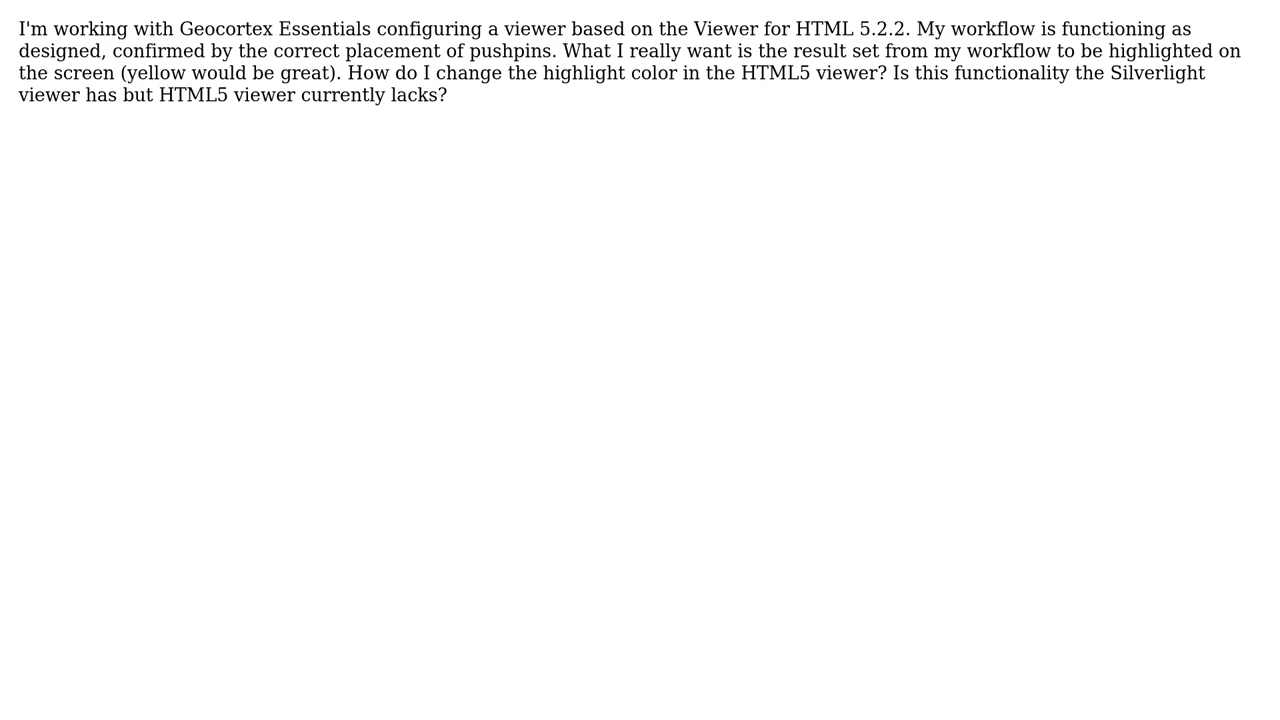 I'm working with Geocortex Essentials configuring a viewer based on the Viewer for HTML 5.2.2. My workflow is functioning as
designed, confirmed by the correct placement of pushpins. What I really want is the result set from my workflow to be highlighted on
the screen (yellow would be great). How do I change the highlight color in the HTML5 viewer? Is this functionality the Silverlight
viewer has but HTML5 viewer currently lacks?